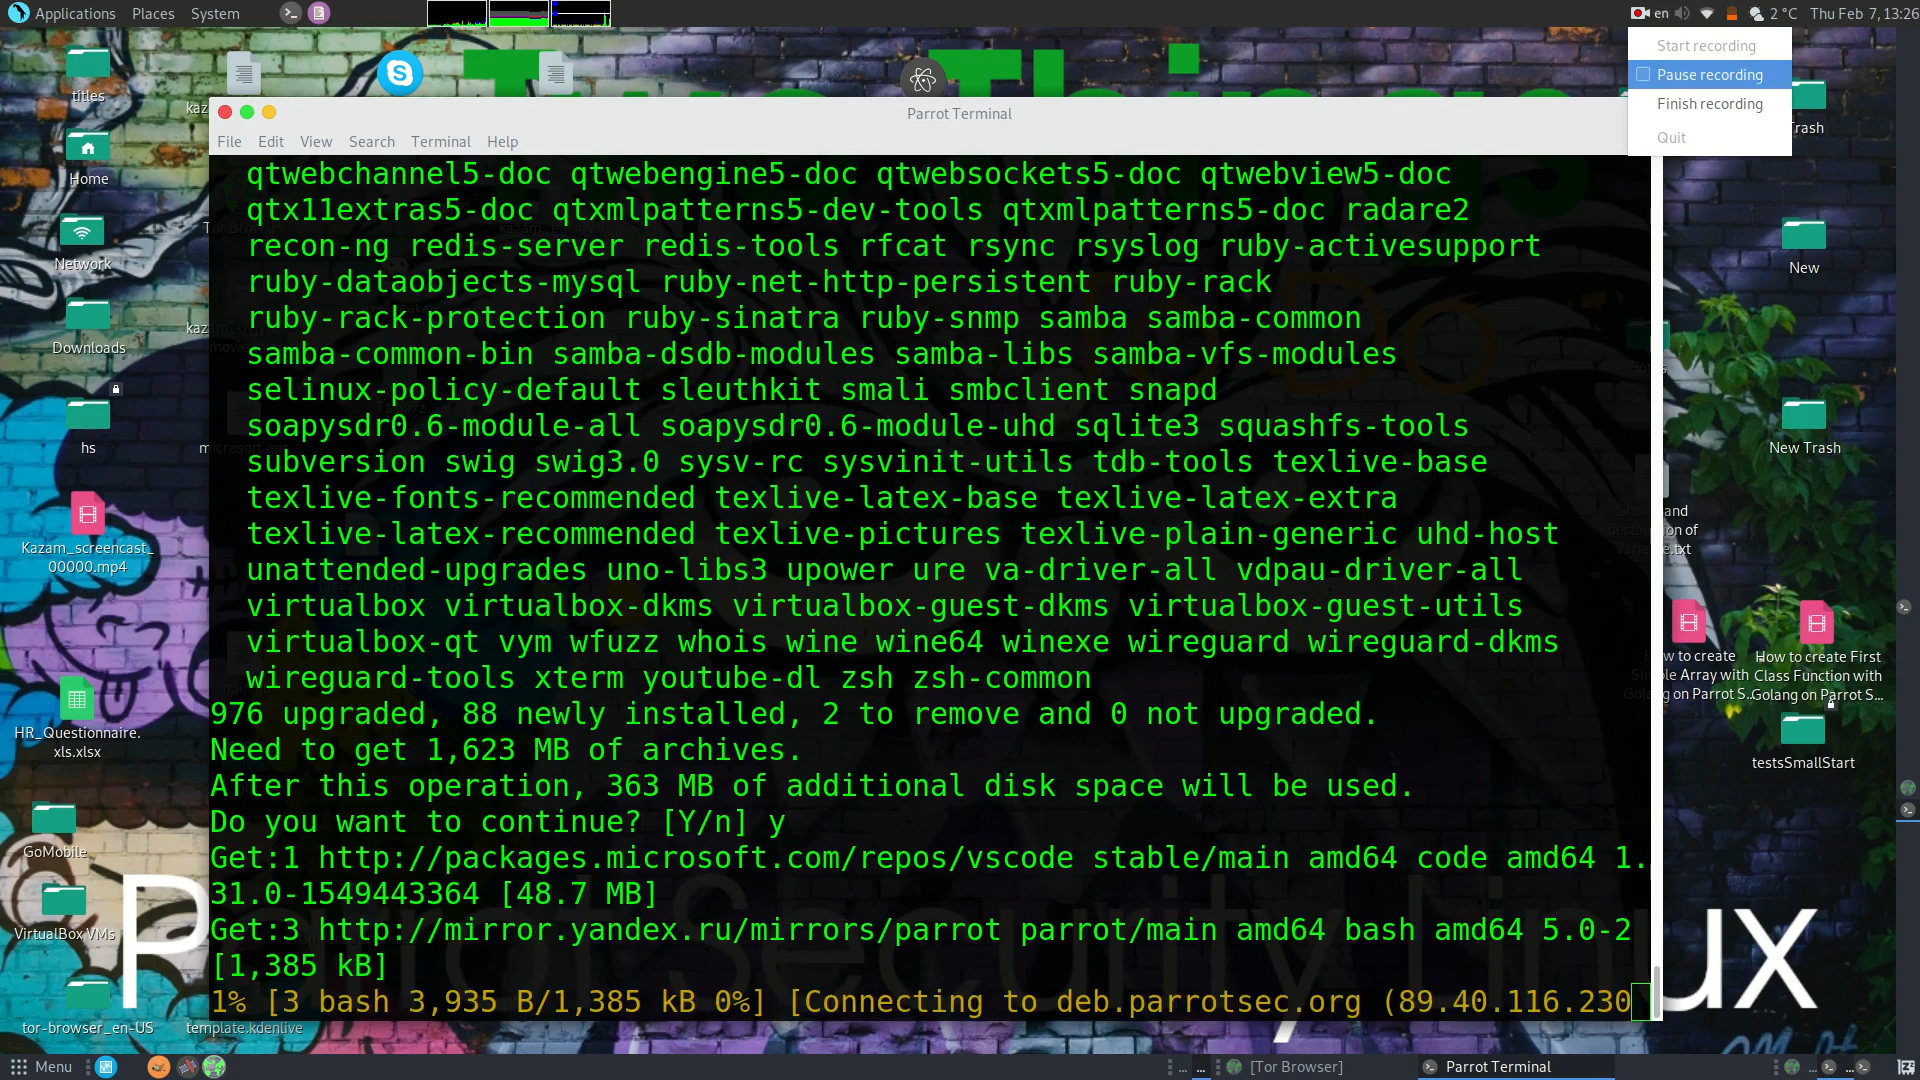 Applications Places System
en 2 °C Thu Feb 7, 13:26
Start recording
Pause recording
Finish recording
Quit
Parrot Terminal
File Edit View Search Terminal Help
qtwebchannel5-doc qtwebengine5-doc qtwebsockets5-doc qtwebview5-doc
qtx11extras5-doc qtxmlpatterns5-dev-tools qtxmlpatterns5-doc radare2
recon-ng redis-server redis-tools rfcat rsync rsyslog ruby-activesupport
ruby-dataobjects-mysql ruby-net-http-persistent ruby-rack
ruby-rack-protection ruby-sinatra ruby-snmp samba samba-common
samba-common-bin samba-dsdb-modules samba-libs samba-vfs-modules
selinux-policy-default sleuthkit smali smbclient snapd
soapysdr0.6-module-all soapysdr0.6-module-uhd sqlite3 squashfs-tools
subversion swig swig3.0 sysv-rc sysvinit-utils tdb-tools texlive-base
texlive-fonts-recommended texlive-latex-base texlive-latex-extra
texlive-latex-recommended texlive-pictures texlive-plain-generic uhd-host
unattended-upgrades uno-libs3 upower ure va-driver-all vdpau-driver-all
virtualbox virtualbox-dkms virtualbox-guest-dkms virtualbox-guest-utils
virtualbox-qt vym wfuzz whois wine wine64 winexe wireguard wireguard-dkms
wireguard-tools xterm youtube-dl zsh zsh-common
976 upgraded, 88 newly installed, 2 to remove and 0 not upgraded.
Need to get 1,623 MB of archives.
After this operation, 363 MB of additional disk space will be used.
Do you want to continue? [Y/n] y
Get:1 http://packages.microsoft.com/repos/vscode stable/main amd64 code amd64 1.
31.0-1549443364 [48.7 MB]
Get:3 http://mirror.yandex.ru/mirrors/parrot parrot/main amd64 bash amd64 5.0-2
[1,385 kB]
1% [3 bash 3,935 B/1,385 kB 0%] [Connecting to deb.parrotsec.org (89.40.116.230
titles
Home
Network
Downloads
hs
Kazam_screencast_
00000.mp4
HR_Questionnaire.
xls.xlsx
GoMobile
VirtualBox VMs
tor-browser_en-US
template.kdenlive
Trash
New
New Trash
How to create First
Class Function with
Golang on Parrot S...
testsSmallStart
Parrot Security Linux
Menu
[Tor Browser]
Parrot Terminal